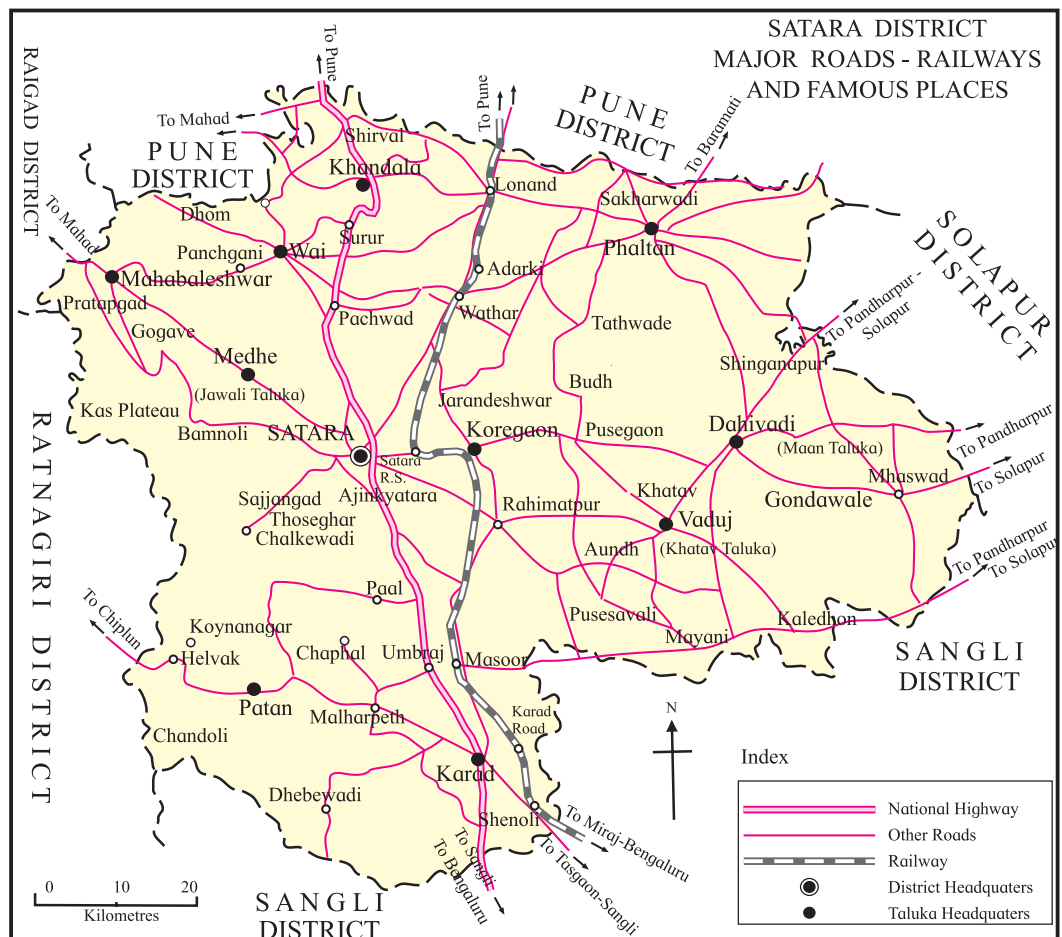 SATARA DISTRICT
MAJOR ROADS - RAILWAYS
AND FAMOUS PLACES
RAIGAD DISTRICT
To Pune
To Mahad
To Pune
PUNE
DISTRICT
To Baramati
PUNE
DISTRICT
Shirval
Khandala
Lonand
Sakharwadi
Dhom
To Mahad
Surur
Phaltan
Panchgani
Wai
SOLAPUR
DISTRICT
Mahabaleshwar
Adarki
Pratapgad
Pachwad
Wathar
Gogave
Tathwade
To Pandharpur -
Solapur
Medhe
(Jawali Taluka)
Shinganapur
Budh
Kas Plateau
Jarandeshwar
Bamnoli
SATARA
Koregaon
Pusegaon
Dahivadi
(Maan Taluka)
To Pandharpur
Satara
R.S.
Mhaswad
To Solapur
Sajjangad
Ajinkyatara
Khatav
Gondawale
Thoseghar
Rahimatpur
Chalkewadi
Vaduj
(Khatav Taluka)
Aundh
To Pandharpur
To Solapur
RATNAGIRI DISTRICT
Paal
To Chiplun
Koynanagar
Pusesavali
Kaledhon
Mayani
Helvak
Chaphal
Umbraj
Masoor
SANGLI
DISTRICT
Patan
Malharpeth
Karad
Road
Chandoli
N
Karad
Dhebewadi
Shenoli
To Miraj-Bengaluru
To Sangli
To Bengaluru
To Tasgaon-Sangli
SANGLI
DISTRICT
0 10 20
Kilometres
Index
National Highway
Other Roads
Railway
District Headquaters
Taluka Headquaters